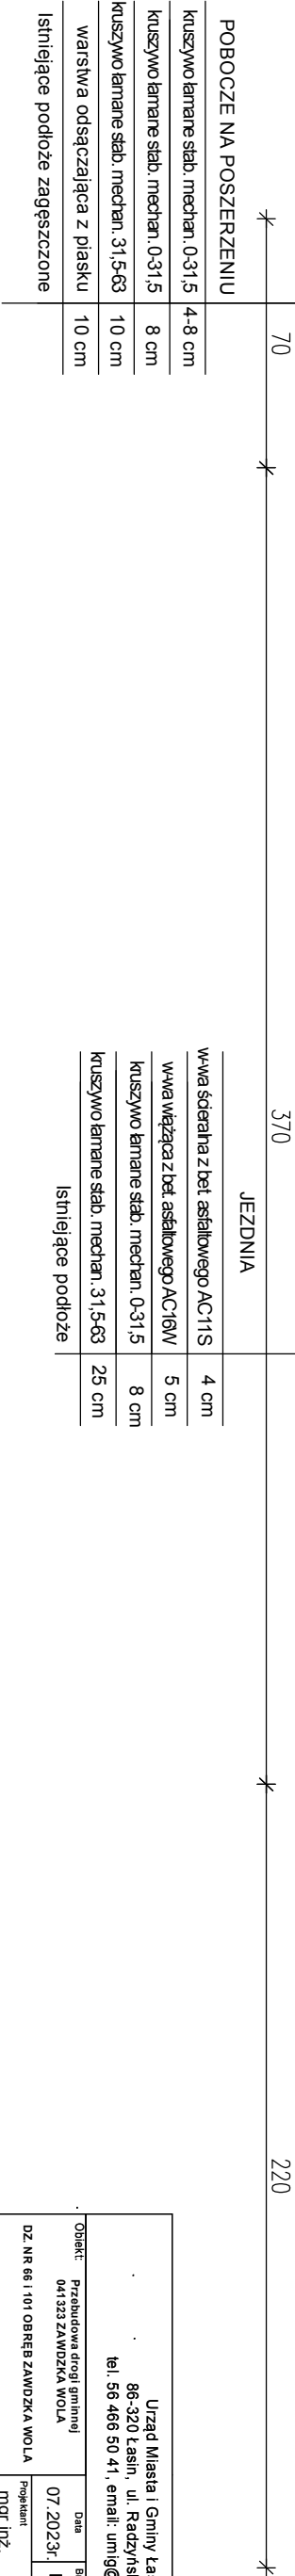 70
370
220
POBOCZE NA POSZERZENIU
kruszywo łamane stab. mechan. 0-31,5 4-8 cm
kruszywo łamane stab. mechan. 0-31,5 8 cm
kruszywo łamane stab. mechan. 31,5-63 10 cm
warstwa odsączająca z piasku 10 cm
Istniejące podłoże zagęszczone
JEZDNIA
w-wa ścieralna z bet. asfaltowego AC11S 4 cm
w-wa wiążąca z bet. asfaltowego AC16W 5 cm
kruszywo łamane stab. mechan. 0-31,5 8 cm
kruszywo łamane stab. mechan. 31,5-63 25 cm
Istniejące podłoże
Urząd Miasta i Gminy Ła
86-320 Łasin, ul. Radzyńs
tel. 56 466 50 41, email: umig@
Obiekt: Przebudowa drogi gminnej
041323 ZAWDZKA WOLA
DZ. NR 66 i 101 OBRĘB ZAWDZKA WOLA
Data
07.2023r.
Projektant
mgr inż.